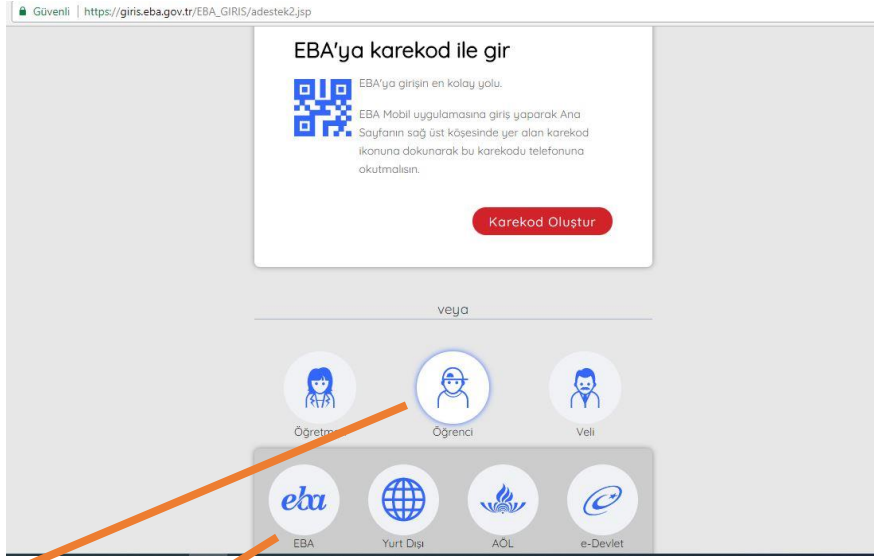 Güvenli | https://giris.eba.gov.tr/EBA_GIRIS/adestek2.jsp
EBA'ya karekod ile gir
EBA'ya girişin en kolay yolu.
EBA Mobil uygulamasına giriş yaparak Ana
Sayfanın sağ üst köşesinde yer alan karekod
ikonuna dokunarak bu karekodu telefonuna
okutmalısın.
Karekod Oluştur
veya
Öğrenci Veli
eba
EBA Yurt Dışı AÖL e-Devlet